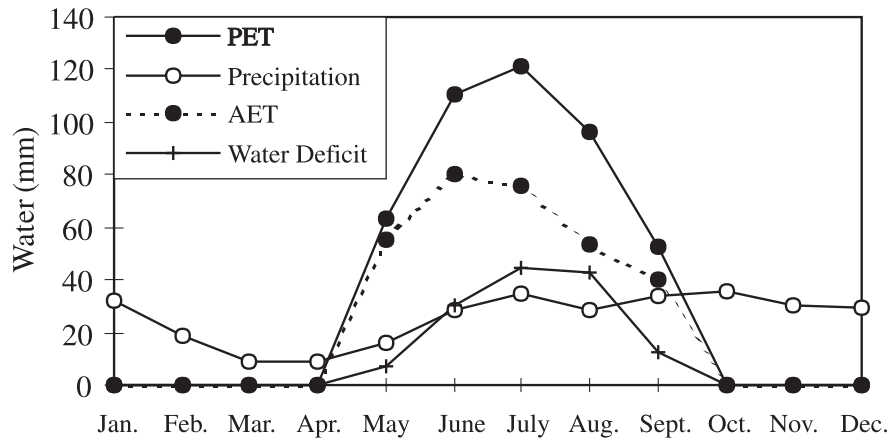 140
120
100
80
60
40
20
0
Water (mm)
PET
Precipitation
AET
Water Deficit
Jan. Feb. Mar. Apr. May June July Aug. Sept. Oct. Nov. Dec.